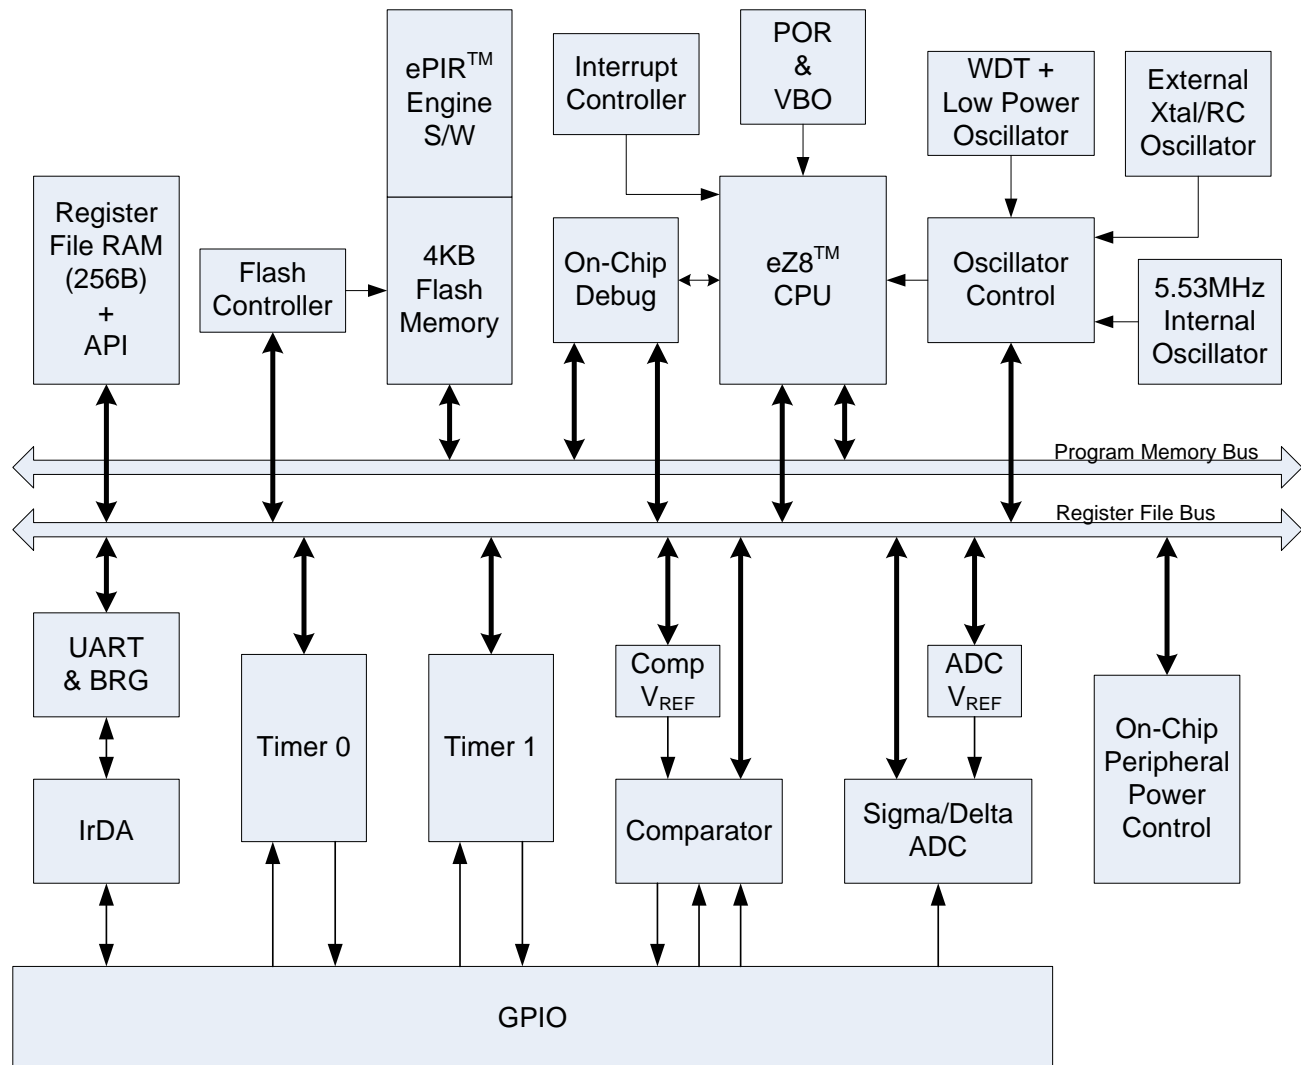 ePIR™
Engine
S/W
Interrupt
Controller
POR
&
VBO
WDT +
Low Power
Oscillator
External
Xtal/RC
Oscillator
Register
File RAM
(256B)
+
API
Flash
Controller
4KB
Flash
Memory
On-Chip
Debug
eZ8™
CPU
Oscillator
Control
5.53MHz
Internal
Oscillator
Program Memory Bus
Register File Bus
UART
& BRG
Timer 0
Timer 1
Comp
VREF
ADC
VREF
On-Chip
Peripheral
Power
Control
IrDA
Comparator
Sigma/Delta
ADC
GPIO